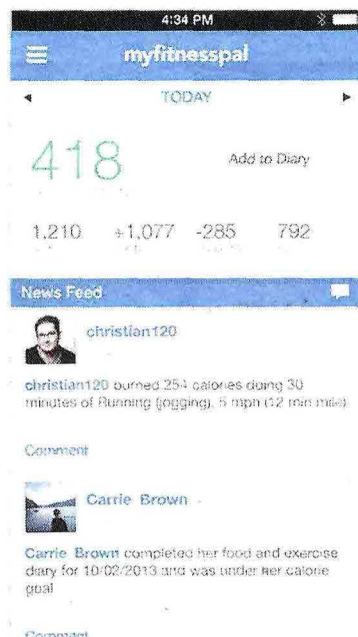 4:34 PM
myfitnesspal
TODAY
418
Add to Diary
1,210 +1,077 -285 792
News Feed
christian120
christian120 burned 254 calories doing 30
minutes of Running (jogging), 5 mph (12 min mile)
Comment
Carrie Brown
Carrie Brown completed her food and exercise
diary for 10/02/2013 and was under her calorie
goal
Comment